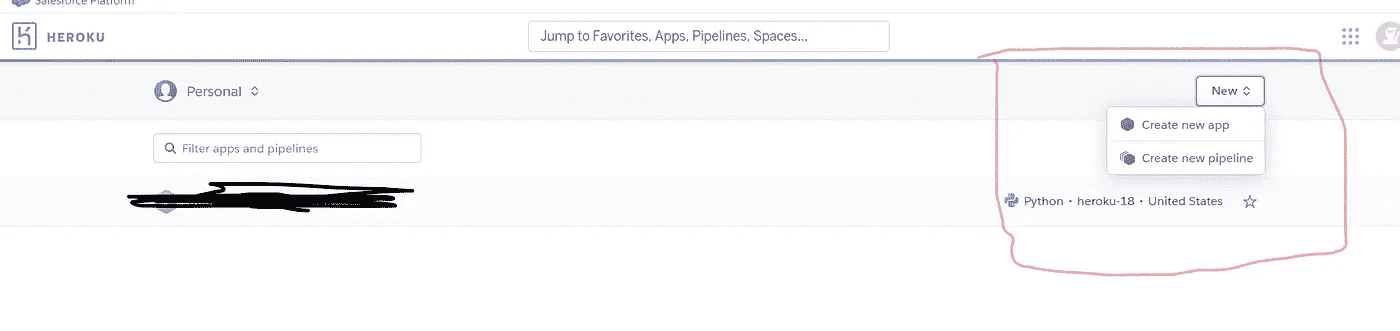 Salesforce Platform
HEROKU
Jump to Favorites, Apps, Pipelines, Spaces...
Personal
New
Create new app
Filter apps and pipelines
Create new pipeline
Python • heroku-18 • United States